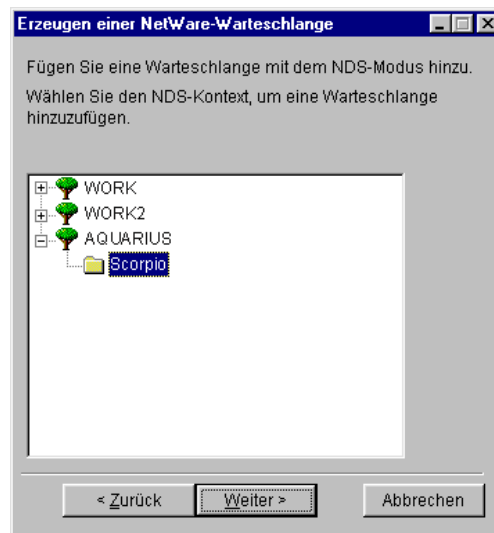 Erzeugen einer NetWare-Warteschlange
Fügen Sie eine Warteschlange mit dem NDS-Modus hinzu.
Wählen Sie den NDS-Kontext, um eine Warteschlange
hinzuzufügen.
WORK
WORK2
AQUARIUS
Scorpio
< Zurück
Weiter >
Abbrechen